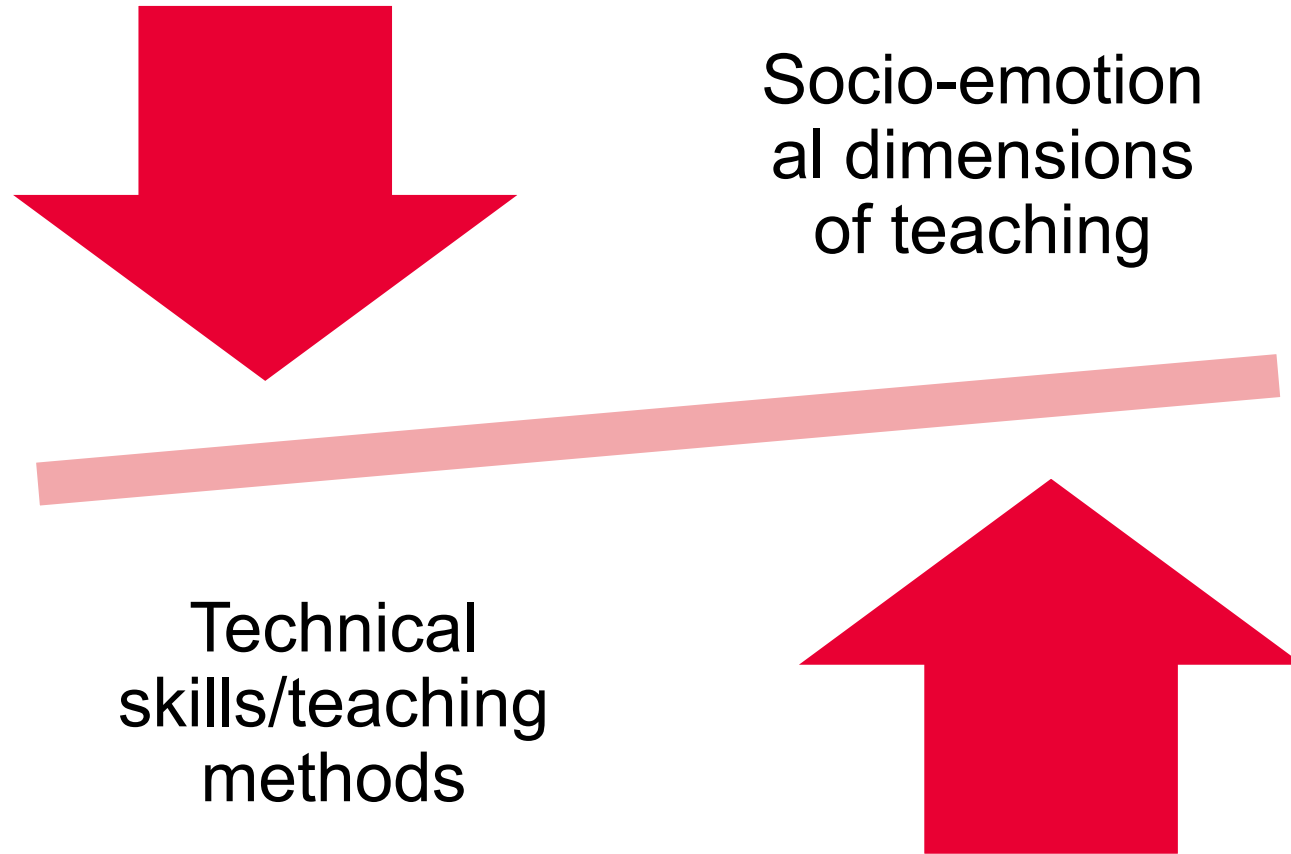 Socio-emotion
al dimensions
of teaching
Technical
skills/teaching
methods